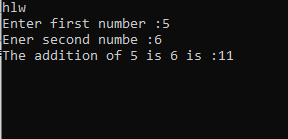 hlw
Enter first number :5
Ener second numbe :6
The addition of 5 is 6 is :11